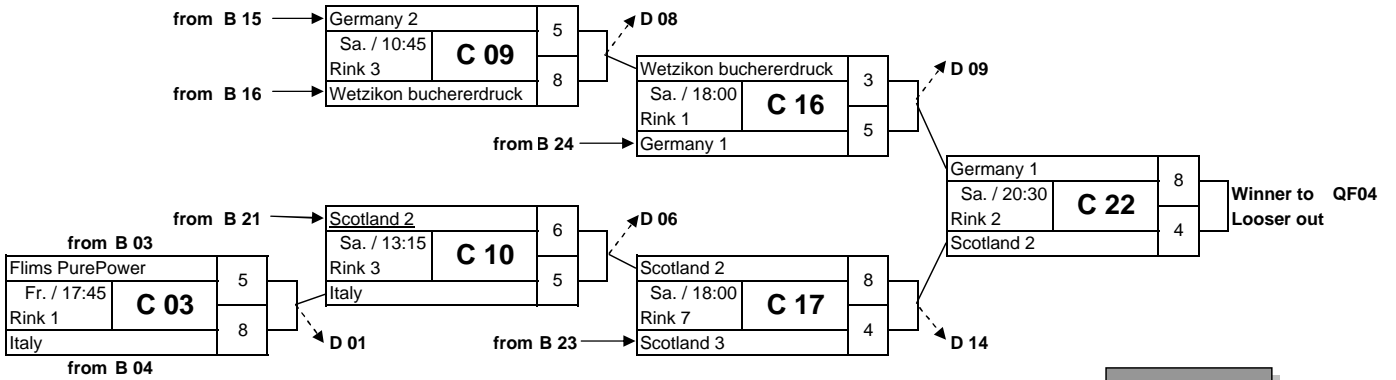 from B 15
Germany 2
5
Sa. / 10:45
Rink 3
C 09
8
from B 16
Wetzikon buchererdruck
D 08
Wetzikon buchererdruck
3
Sa. / 18:00
Rink 1
C 16
5
from B 24
Germany 1
D 09
Germany 1
8
Sa. / 20:30
Rink 2
C 22
4
Scotland 2
Winner to QF04
Looser out
from B 21
Scotland 2
6
Sa. / 13:15
Rink 3
C 10
5
Italy
D 06
from B 03
Flims PurePower
5
Fr. / 17:45
Rink 1
C 03
8
Italy
from B 04
D 01
Scotland 2
8
Sa. / 18:00
Rink 7
C 17
4
from B 23
Scotland 3
D 14